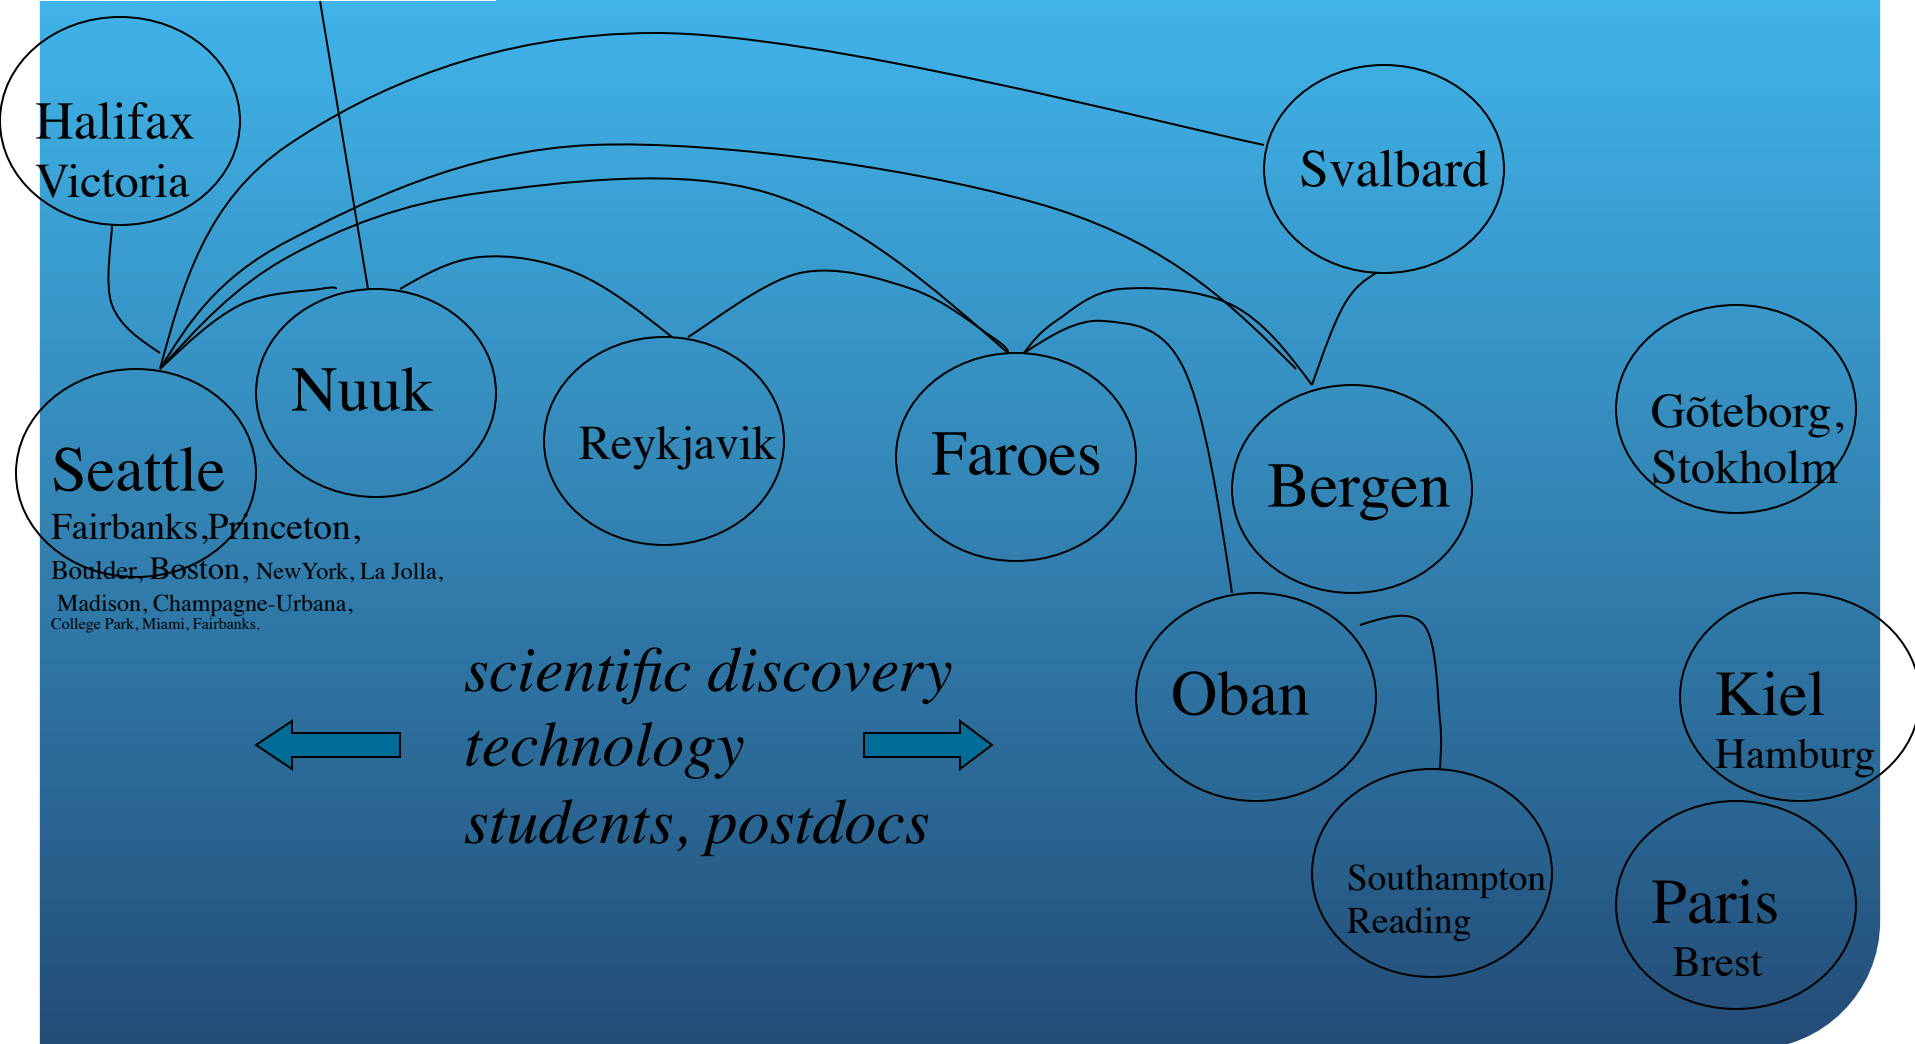 Halifax
Victoria
Svalbard
Nuuk
Reykjavik
Faroes
Bergen
Gõteborg,
Stokholm
Seattle
Fairbanks,Princeton,
Boulder, Boston, NewYork, La Jolla,
Madison, Champagne-Urbana,
College Park, Miami, Fairbanks,
scientific discovery
technology
students, postdocs
Oban
Kiel
Hamburg
Southampton
Reading
Paris
Brest